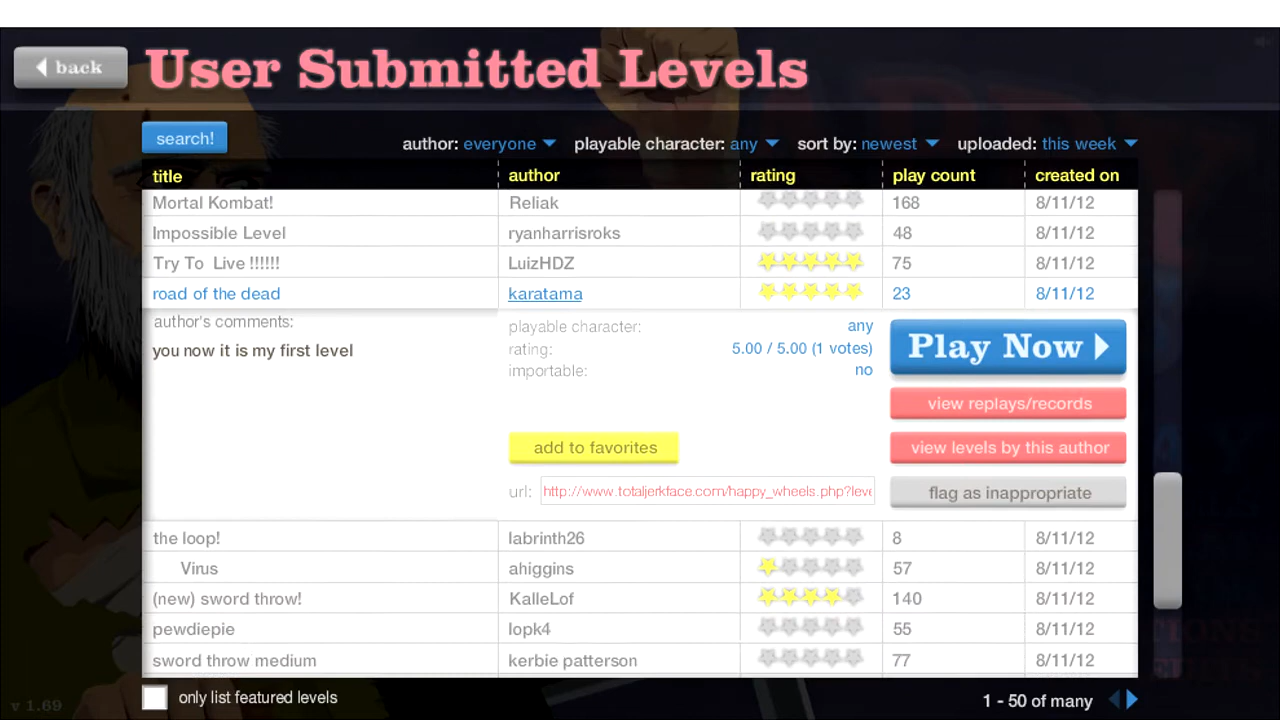 back
User Submitted Levels
search!
author: everyone playable character: any sort by: newest uploaded: this week
title author rating play count created on
Mortal Kombat! Reliak 168 8/11/12
Impossible Level ryanharrisroks 48 8/11/12
Try To Live !!!!!! LuizHDZ 75 8/11/12
road of the dead karatama 23 8/11/12
author's comments:
you now it is my first level
playable character: any
rating: 5.00 / 5.00 (1 votes)
importable: no
Play Now
view replays/records
add to favorites
view levels by this author
url: http://www.totaljerkface.com/happy_wheels.php?leve
flag as inappropriate
the loop! labrinth26 8 8/11/12
Virus ahiggins 57 8/11/12
(new) sword throw! KalleLof 140 8/11/12
pewdiepie lopk4 55 8/11/12
sword throw medium kerbie patterson 77 8/11/12
only list featured levels
1 - 50 of many
v 1.69